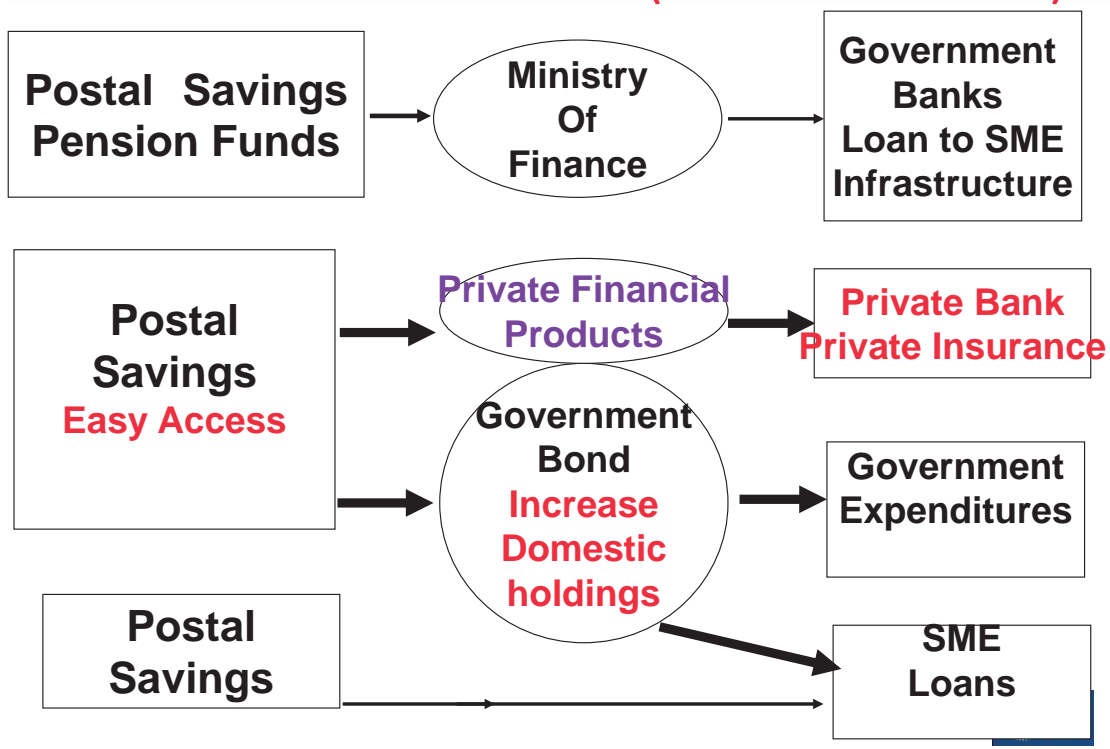 Postal Savings
Pension Funds
Ministry
Of
Finance
Government
Banks
Loan to SME
Infrastructure
Postal
Savings
Easy Access
Private Financial
Products
Private Bank
Private Insurance
Government
Bond
Increase
Domestic
holdings
Government
Expenditures
Postal
Savings
SME
Loans